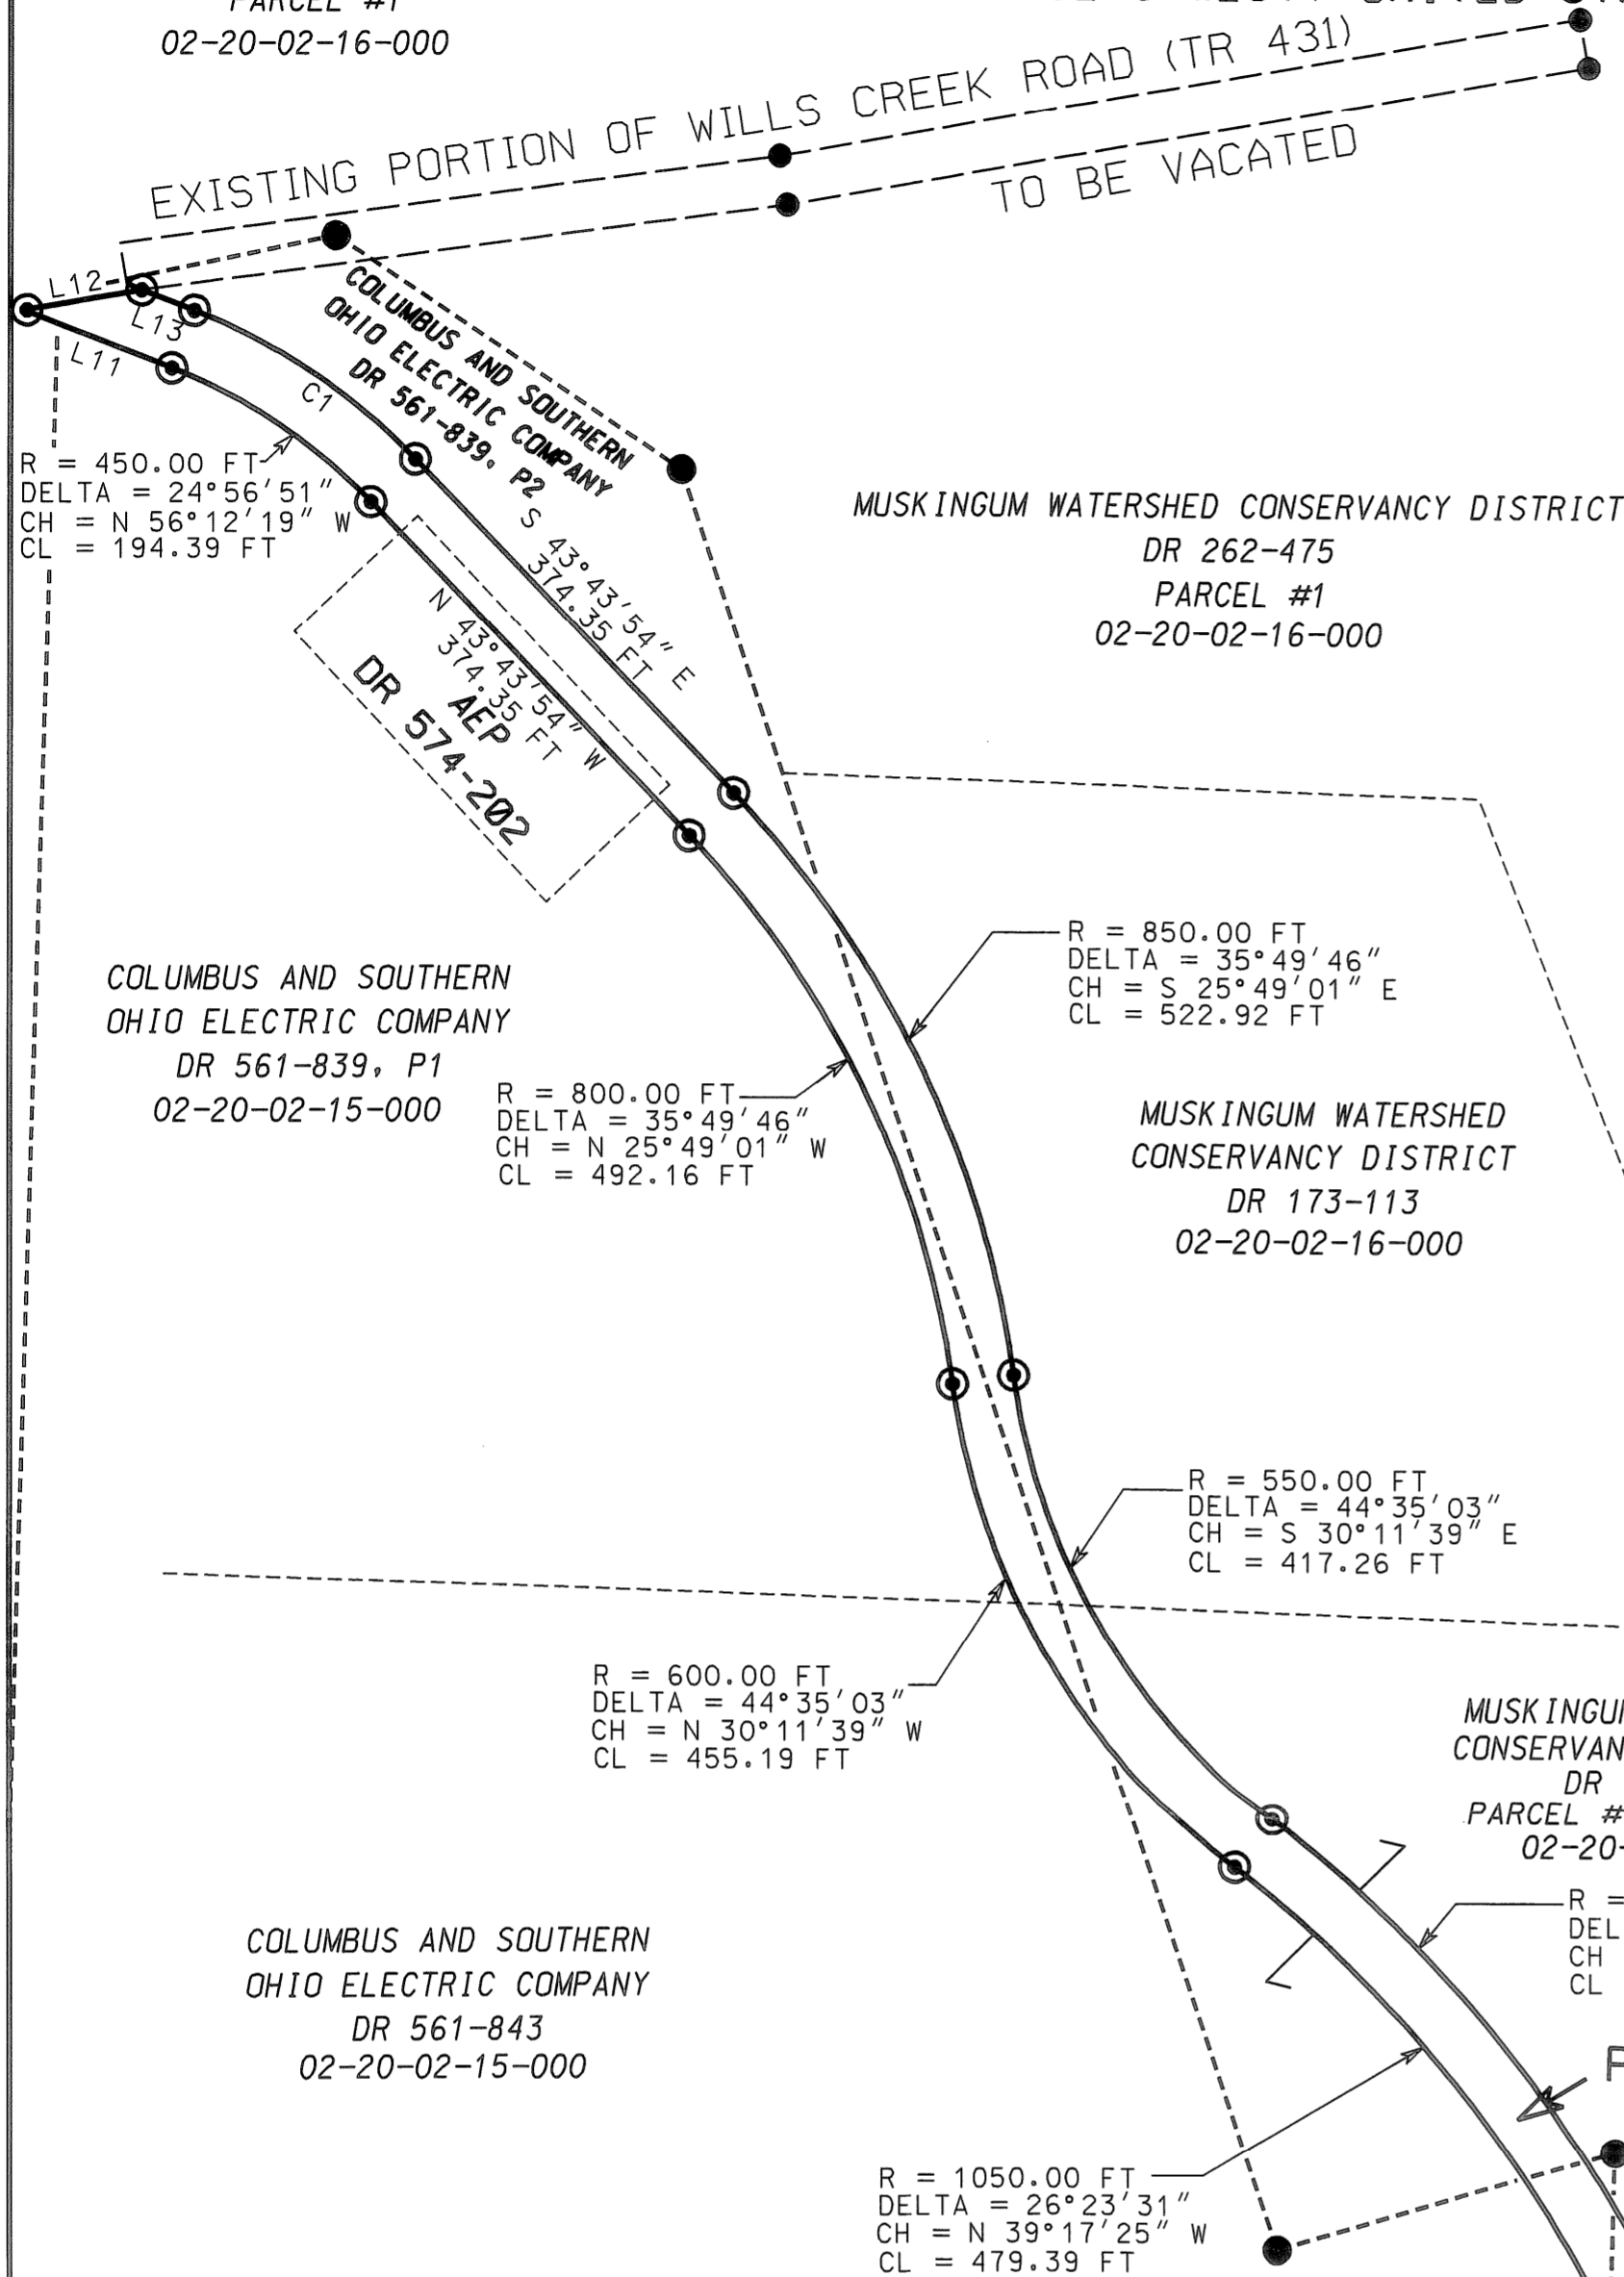 PARCEL #1
02-20-02-16-000
EXISTING PORTION OF WILLS CREEK ROAD (TR 431)
TO BE VACATED
L12
L13
L11
C1
COLUMBUS AND SOUTHERN
OHIO ELECTRIC COMPANY
DR 561-839, P2
R = 450.00 FT
DELTA = 24°56'51"
CH = N 56°12'19" W
CL = 194.39 FT
S 43°43'54" E
374.35 FT
N 43°43'54" W
374.35 FT
AEP
DR 574-202
MUSKINGUM WATERSHED CONSERVANCY DISTRICT
DR 262-475
PARCEL #1
02-20-02-16-000
COLUMBUS AND SOUTHERN
OHIO ELECTRIC COMPANY
DR 561-839, P1
02-20-02-15-000
R = 850.00 FT
DELTA = 35°49'46"
CH = S 25°49'01" E
CL = 522.92 FT
R = 800.00 FT
DELTA = 35°49'46"
CH = N 25°49'01" W
CL = 492.16 FT
MUSKINGUM WATERSHED
CONSERVANCY DISTRICT
DR 173-113
02-20-02-16-000
R = 550.00 FT
DELTA = 44°35'03"
CH = S 30°11'39" E
CL = 417.26 FT
R = 600.00 FT
DELTA = 44°35'03"
CH = N 30°11'39" W
CL = 455.19 FT
MUSKINGU
CONSERVAN
DR
PARCEL #
02-20-
R =
DEL
CH
CL
COLUMBUS AND SOUTHERN
OHIO ELECTRIC COMPANY
DR 561-843
02-20-02-15-000
R = 1050.00 FT
DELTA = 26°23'31"
CH = N 39°17'25" W
CL = 479.39 FT